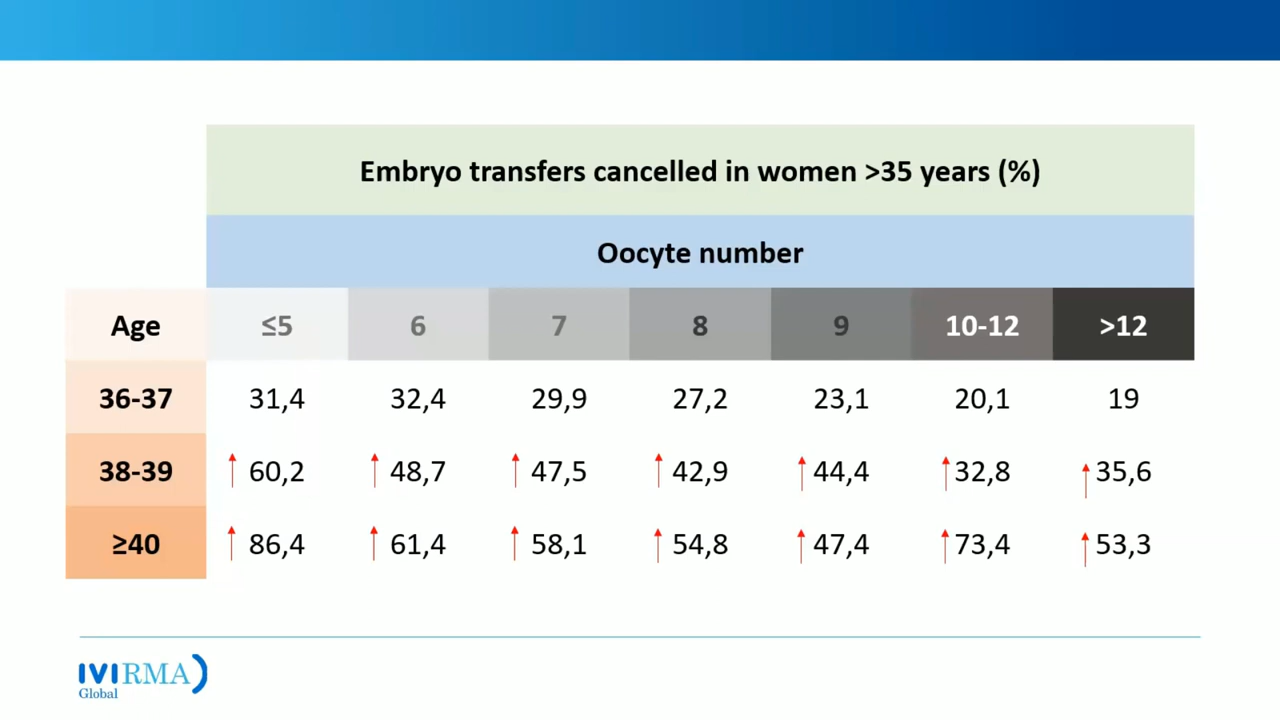 Embryo transfers cancelled in women >35 years (%)
Oocyte number
Age ≤5 6 7 8 9 10-12 >12
36-37 31,4 32,4 29,9 27,2 23,1 20,1 19
38-39 60,2 48,7 47,5 42,9 44,4 32,8 35,6
≥40 86,4 61,4 58,1 54,8 47,4 73,4 53,3
IVIRMA
Global